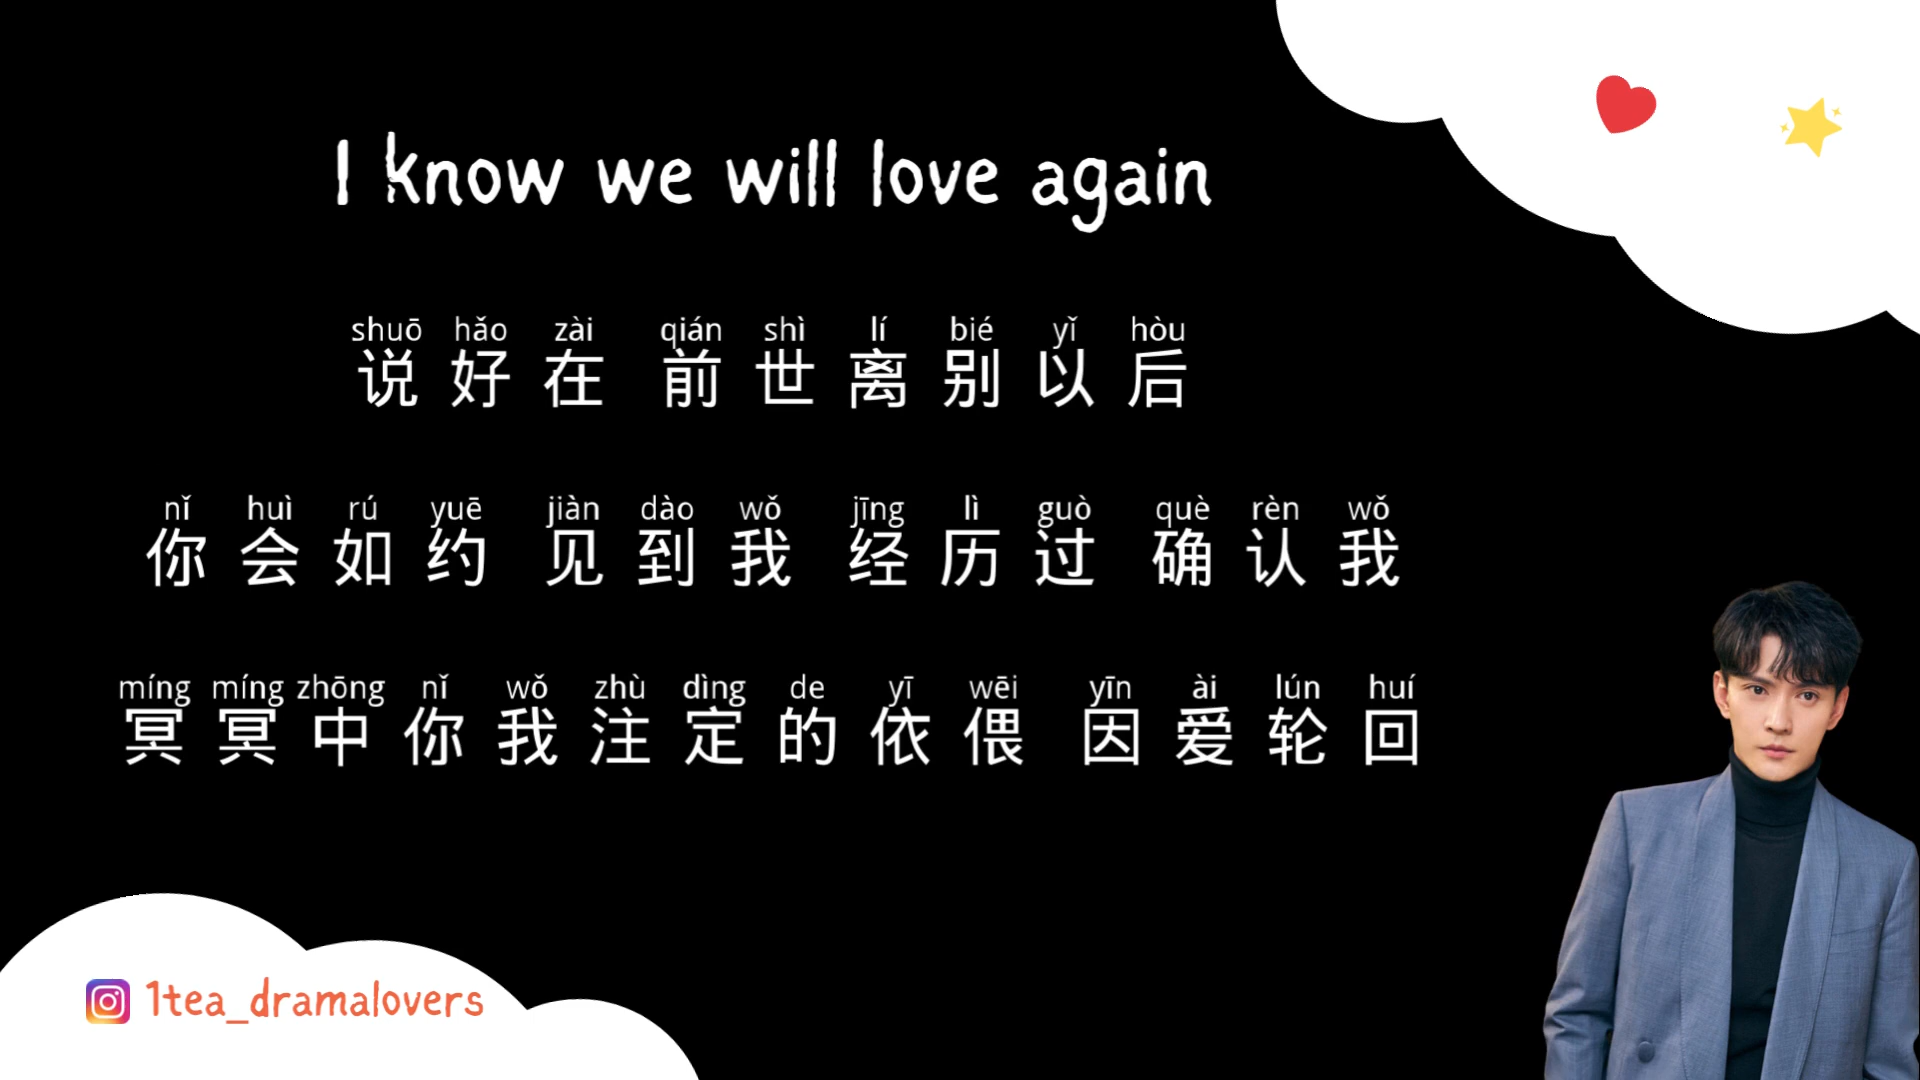 I know we will love again
shuō hǎo zài qián shì lí bié yǐ hòu
说好在 前世离别以后
nǐ huì rú yuē jiàn dào wǒ jīng lì guò què rèn wǒ
你会如约 见到我 经历过 确认我
míng míng zhōng nǐ wǒ zhù dìng de yī wēi yīn ài lún huí
冥冥中你我注定的依偎 因爱轮回
1tea_dramalovers